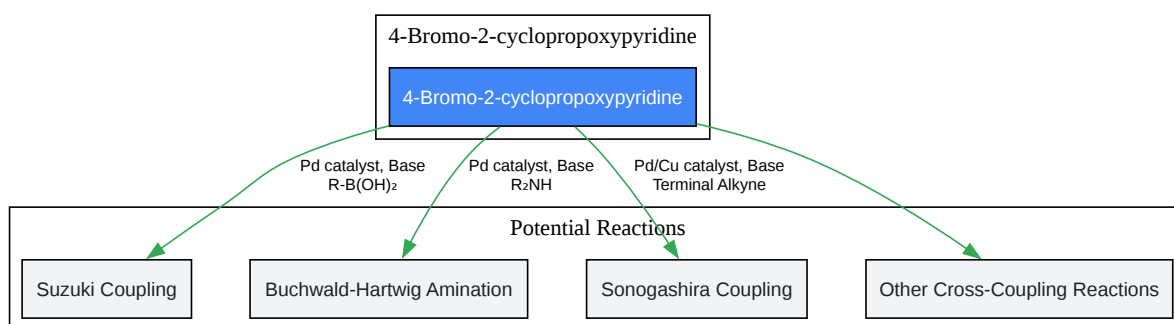 4-Bromo-2-cyclopropoxypyridine
4-Bromo-2-cyclopropoxypyridine
Pd catalyst, Base
R-B(OH)₂
Pd catalyst, Base
R₂NH
Pd/Cu catalyst, Base
Terminal Alkyne
Potential Reactions
Suzuki Coupling
Buchwald-Hartwig Amination
Sonogashira Coupling
Other Cross-Coupling Reactions